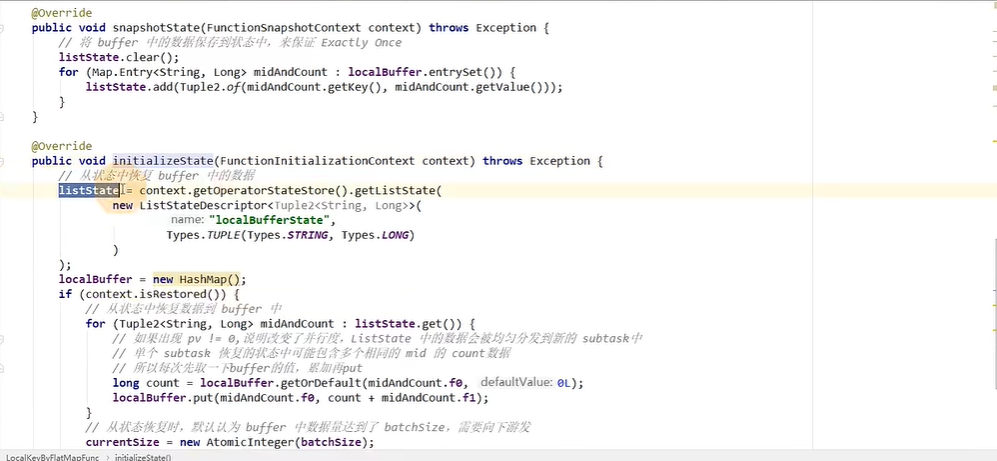 @Override
public void snapshotState(FunctionSnapshotContext context) throws Exception {
// 将 buffer 中的数据保存到状态中，来保证 Exactly Once
listState.clear();
for (Map.Entry<String, Long> midAndCount : localBuffer.entrySet()) {
listState.add(Tuple2.of(midAndCount.getKey(), midAndCount.getValue()));
}
}
@Override
public void initializeState(FunctionInitializationContext context) throws Exception {
// 从状态中恢复 buffer 中的数据
listState = context.getOperatorStateStore().getListState(
new ListStateDescriptor<Tuple2<String, Long>>(
name: "localBufferState",
Types.TUPLE(Types.STRING, Types.LONG)
)
);
localBuffer = new HashMap();
if (context.isRestored()) {
// 从状态中恢复数据到 buffer 中
for (Tuple2<String, Long> midAndCount : listState.get()) {
// 如果出现 pv != 0,说明改变了并行度，ListState 中的数据会被均匀分发到新的 subtask中
// 单个 subtask 恢复的状态中可能包含多个相同的 mid 的 count数据
// 所以每次先取一下buffer的值，累加再put
long count = localBuffer.getOrDefault(midAndCount.f0, defaultValue: 0L);
localBuffer.put(midAndCount.f0, count + midAndCount.f1);
}
// 从状态恢复时，默认认为 buffer 中数据量达到了 batchSize，需要向下游发
currentSize = new AtomicInteger(batchSize);
LocalKeyByFlatMapFunc > initializeState()